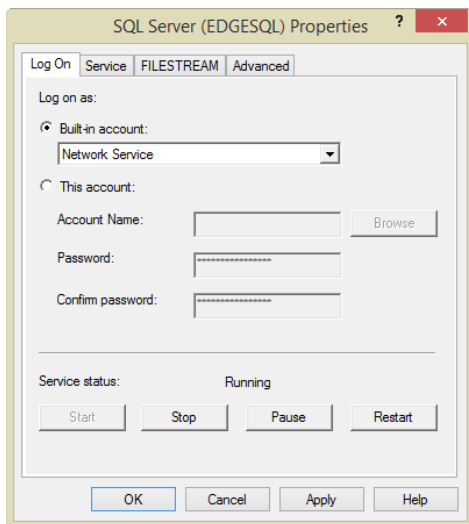 SQL Server (EDGESQL) Properties ? ×
Log On Service FILESTREAM Advanced
Log on as:
Built-in account:
Network Service
This account:
Account Name: Browse
Password: ***************
Confirm password: ***************
Service status: Running
Start Stop Pause Restart
OK Cancel Apply Help